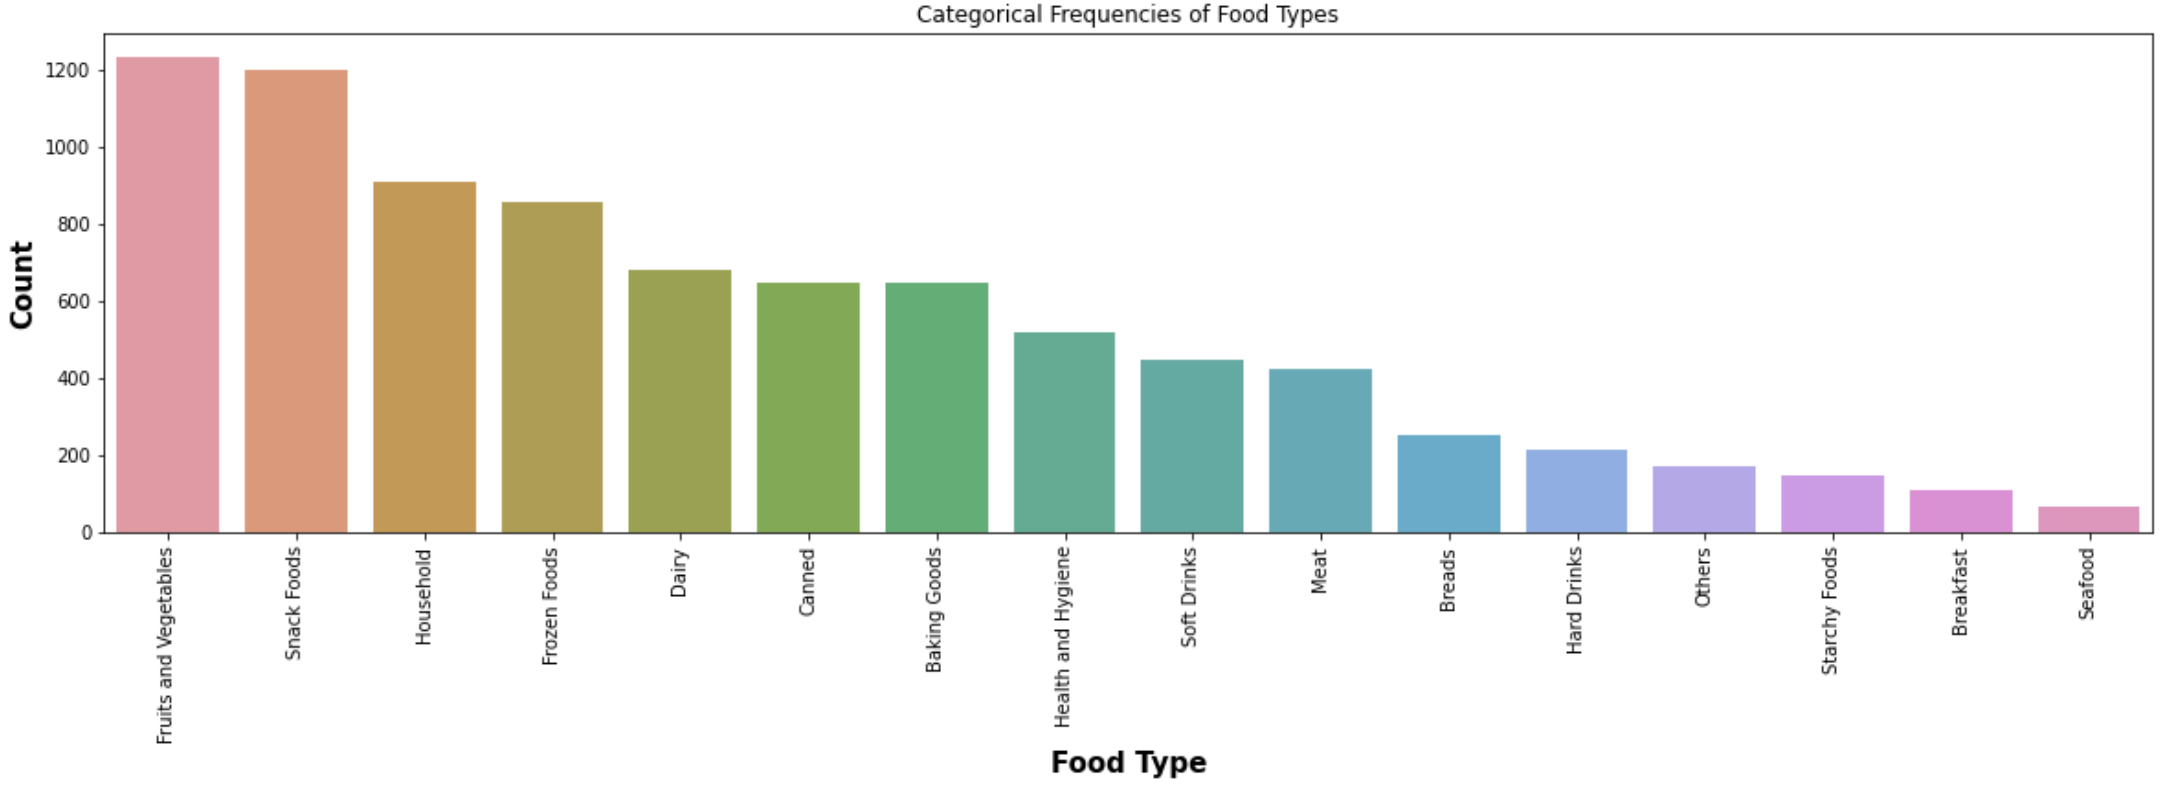 Categorical Frequencies of Food Types
Count
1200
1000
800
600
400
200
0
Fruits and Vegetables
Snack Foods
Household
Frozen Foods
Dairy
Canned
Baking Goods
Health and Hygiene
Soft Drinks
Meat
Breads
Hard Drinks
Others
Starchy Foods
Breakfast
Seafood
Food Type